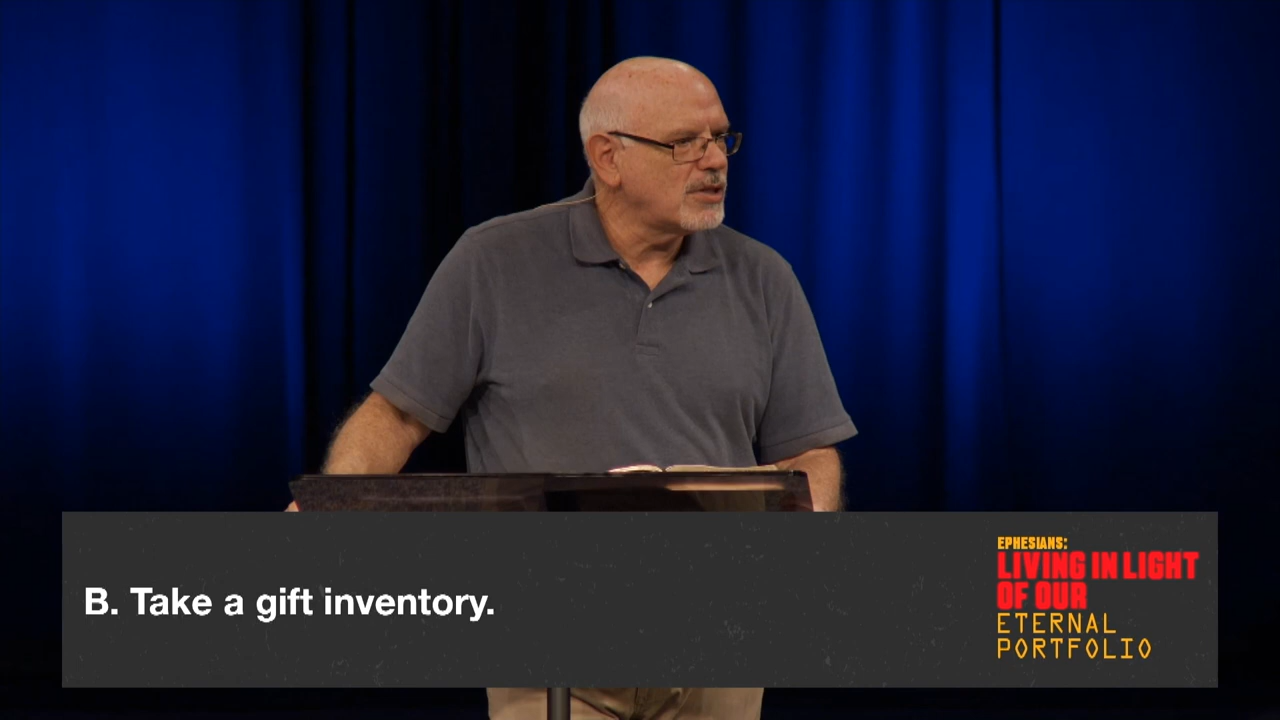 B. Take a gift inventory.
EPHESIANS:
LIVING IN LIGHT
OF OUR
ETERNAL
PORTFOLIO